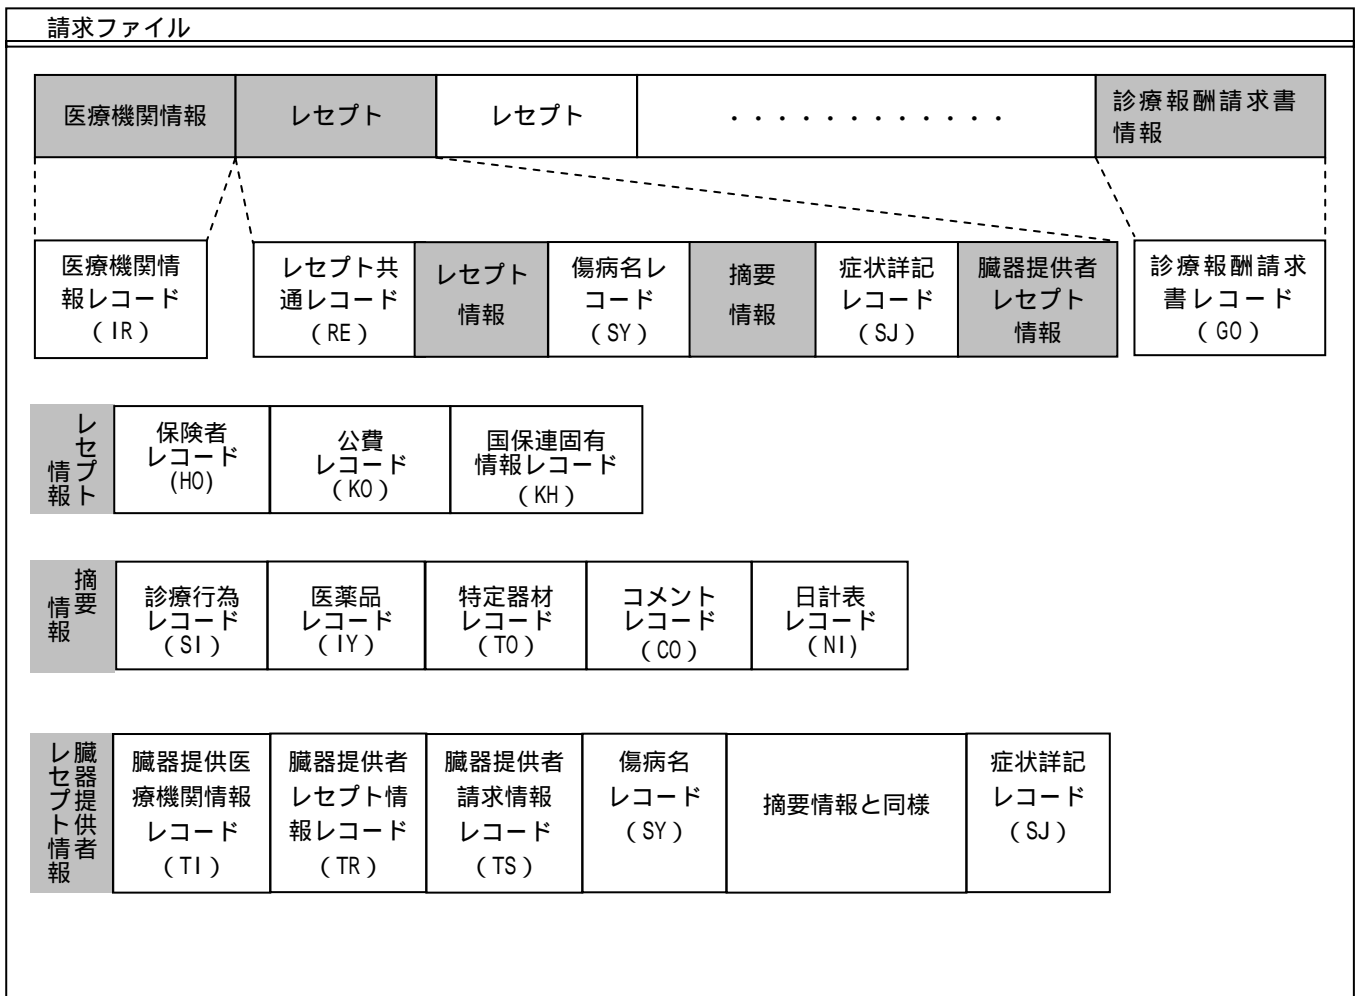 請求ファイル
医療機関情報
レセプト
レセプト
・・・・・・・・・・・・
診療報酬請求書
情報
医療機関情
報レコード
(IR)
レセプト共
通レコード
(RE)
レセプト
情報
傷病名レ
コード
(SY)
摘要
情報
症状詳記
レコード
(SJ)
臓器提供者
レセプト
情報
診療報酬請求
書レコード
(GO)
レセプト
情報
保険者
レコード
(HO)
公費
レコード
(KO)
国保連固有
情報レコード
(KH)
摘要
情報
診療行為
レコード
(SI)
医薬品
レコード
(IY)
特定器材
レコード
(TO)
コメント
レコード
(CO)
日計表
レコード
(NI)
臓器提供者
レセプト情報
臓器提供医
療機関情報
レコード
(TI)
臓器提供者
レセプト情
報レコード
(TR)
臓器提供者
請求情報
レコード
(TS)
傷病名
レコード
(SY)
摘要情報と同様
症状詳記
レコード
(SJ)